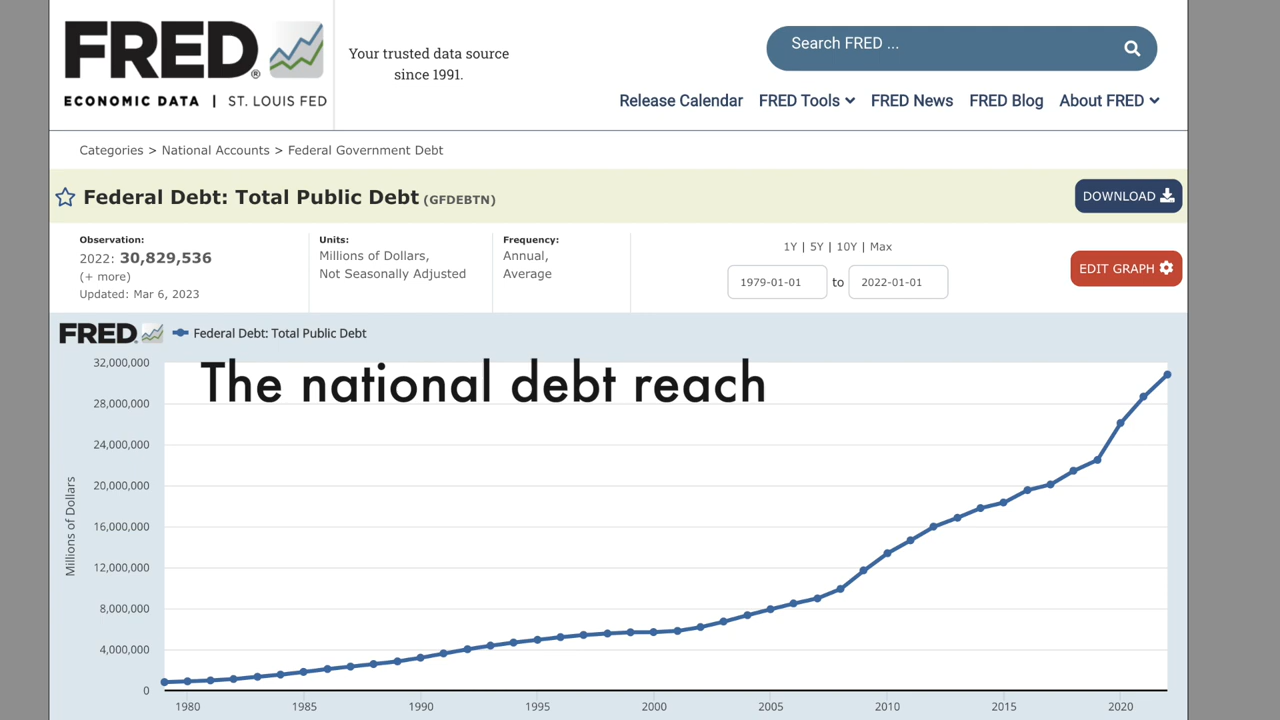 FRED®
ECONOMIC DATA | ST. LOUIS FED
Your trusted data source
since 1991.
Search FRED ...
Release Calendar FRED Tools FRED News FRED Blog About FRED
Categories > National Accounts > Federal Government Debt
Federal Debt: Total Public Debt (GFDEBTN)
DOWNLOAD
Observation:
2022: 30,829,536
(+ more)
Updated: Mar 6, 2023
Units:
Millions of Dollars,
Not Seasonally Adjusted
Frequency:
Annual,
Average
1Y | 5Y | 10Y | Max
1979-01-01 to 2022-01-01
EDIT GRAPH
FRED Federal Debt: Total Public Debt
The national debt reach
32,000,000
28,000,000
24,000,000
20,000,000
16,000,000
12,000,000
8,000,000
4,000,000
0
Millions of Dollars
1980 1985 1990 1995 2000 2005 2010 2015 2020